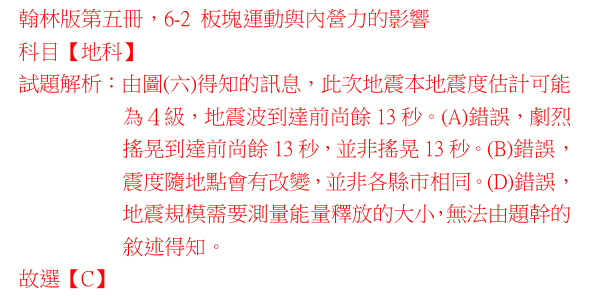 翰林版第五冊，6-2 板塊運動與內營力的影響
科目【地科】
試題解析：由圖(六)得知的訊息，此次地震本地震度估計可能
為４級，地震波到達前尚餘 13 秒。(A)錯誤，劇烈
搖晃到達前尚餘 13 秒，並非搖晃 13 秒。(B)錯誤，
震度隨地點會有改變，並非各縣市相同。(D)錯誤，
地震規模需要測量能量釋放的大小，無法由題幹的
敘述得知。
故選【C】